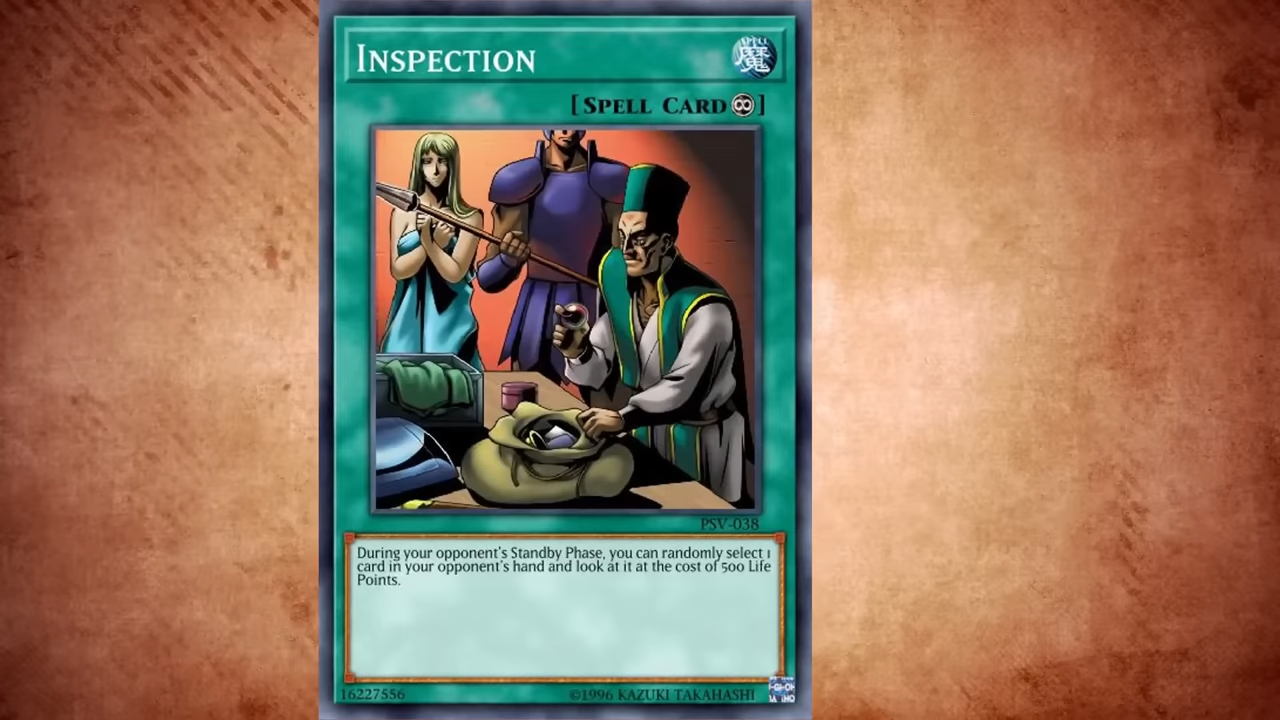 INSPECTION
魔
[SPELL CARD]
PSV-038
During your opponent's Standby Phase, you can randomly select 1
card in your opponent's hand and look at it at the cost of 500 Life
Points.
16227556
©1996 KAZUKI TAKAHASHI